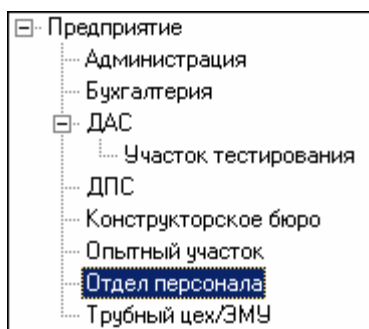 Предприятие
Администрация
Бухгалтерия
ДАС
Участок тестирования
ДПС
Конструкторское бюро
Опытный участок
Отдел персонала
Трубный цех/ЭМУ